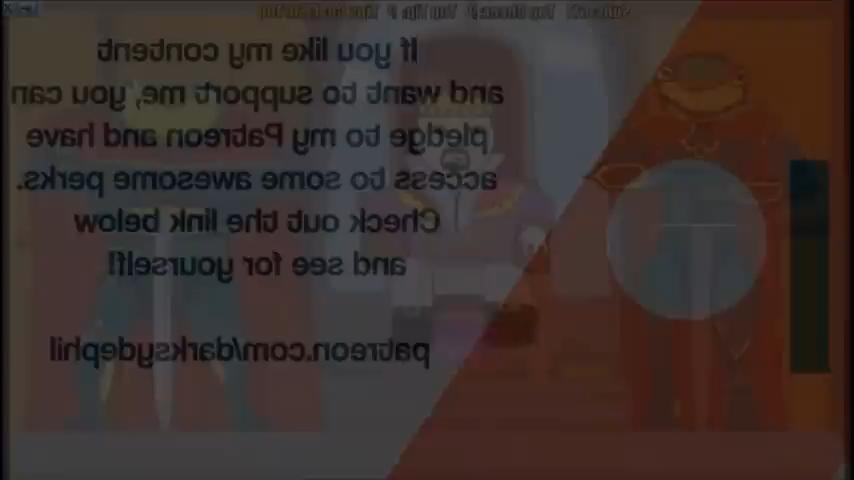 If you like my content
and want to support me, you can
pledge to my Patreon and have
access to some awesome perks.
Check out the link below
and see for yourself!
patreon.com/darksydephil